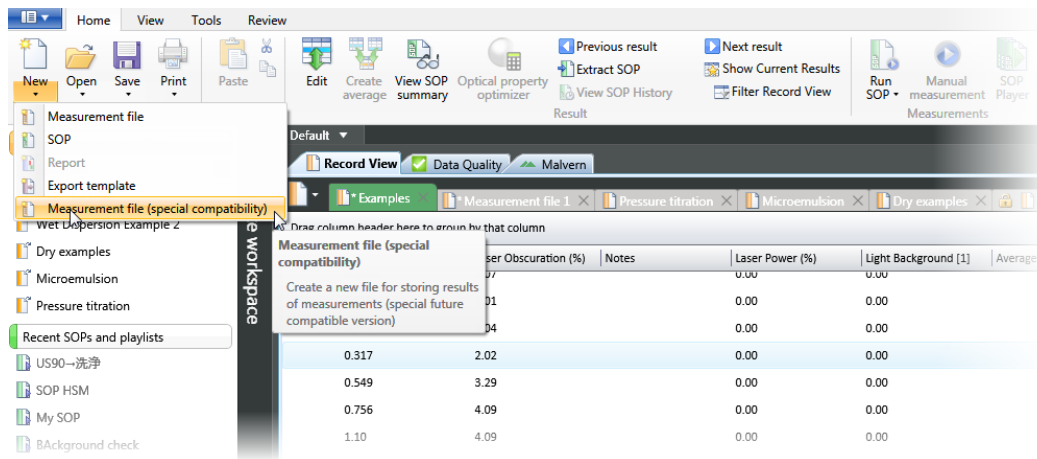 Home View Tools Review
New Open Save Print Paste
Edit Create average View SOP summary Optical property optimizer
Previous result
Extract SOP
View SOP History
Result
Next result
Show Current Results
Filter Record View
Run SOP Manual measurement SOP Player
Measurements
Measurement file
SOP
Report
Export template
Measurement file (special compatibility)
Wet Dispersion Example 2
Dry examples
Microemulsion
Pressure titration
Recent SOPs and playlists
US90→洗浄
SOP HSM
My SOP
BAckground check
e workspace
Default
Record View Data Quality Malvern
* Examples * Measurement file 1 Pressure titration Microemulsion Dry examples
Drag column header here to group by that column
Measurement file (special
compatibility)
Create a new file for storing results
of measurements (special future
compatible version)
ser Obscuration (%) Notes Laser Power (%) Light Background [1] Average
07 0.00 0.00
01 0.00 0.00
04 0.00 0.00
0.317 2.02 0.00 0.00
0.549 3.29 0.00 0.00
0.756 4.09 0.00 0.00
1.10 4.09 0.00 0.00